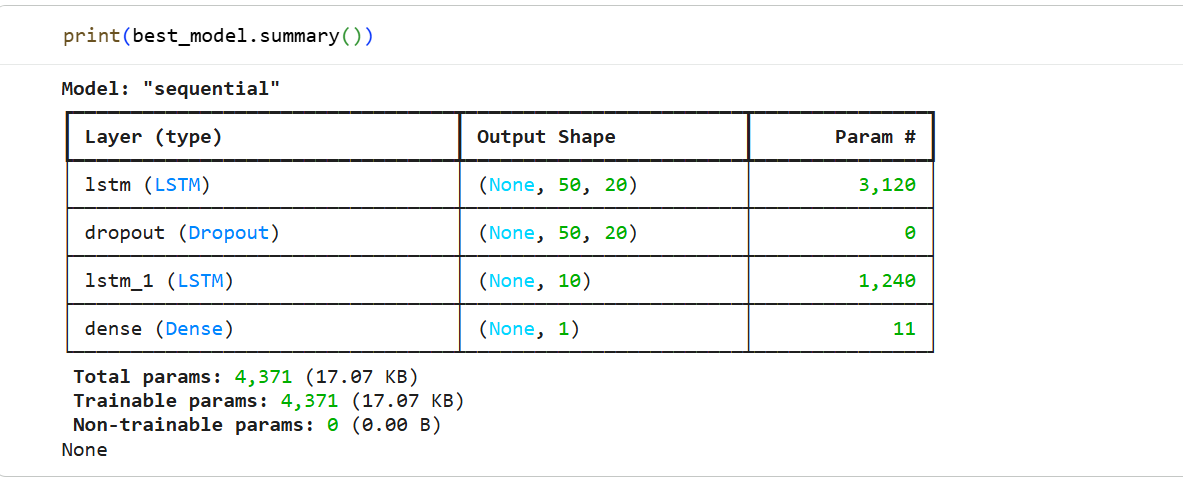 print(best_model.summary())
Model: "sequential"
Layer (type) Output Shape Param #
lstm (LSTM) (None, 50, 20) 3,120
dropout (Dropout) (None, 50, 20) 0
lstm_1 (LSTM) (None, 10) 1,240
dense (Dense) (None, 1) 11
Total params: 4,371 (17.07 KB)
Trainable params: 4,371 (17.07 KB)
Non-trainable params: 0 (0.00 B)
None